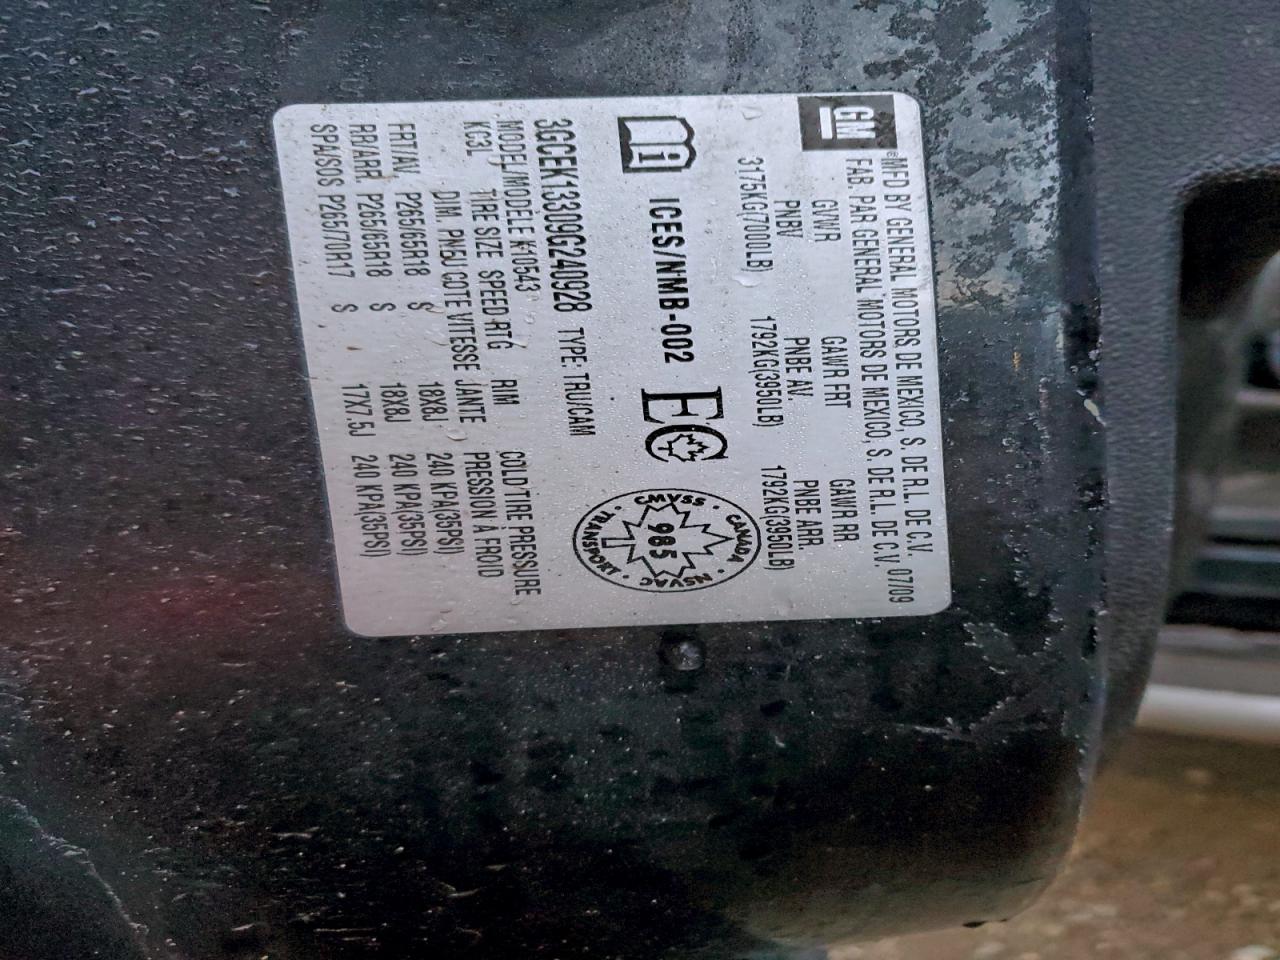 GM
®MFD BY GENERAL MOTORS DE MEXICO, S. DE R.L. DE C.V. 07/09
FAB. PAR GENERAL MOTORS DE MEXICO, S. DE R.L. DE C.V.
GVWR GAWR FRT GAWR RR
PNBV PNBE AV. PNBE ARR.
3175KG(7000LB) 1792KG(3950LB) 1792KG(3950LB)
i ICES/NMB-002 EC
CMVSS · CANADA · NSVAC · TRANSPORT ·
985
3GCEK13309G240928 TYPE: TRU/CAM
MODEL/MODÈLE K10543
KC3L TIRE SIZE SPEED RTG RIM COLD TIRE PRESSURE
DIM. PNEU COTE VITESSE JANTE PRESSION À FROID
FRT/AV. P265/65R18 S 18X8J 240 KPA(35PSI)
RR/ARR. P265/65R18 S 18X8J 240 KPA(35PSI)
SPA/SOS P265/70R17 S 17X7.5J 240 KPA(35PSI)